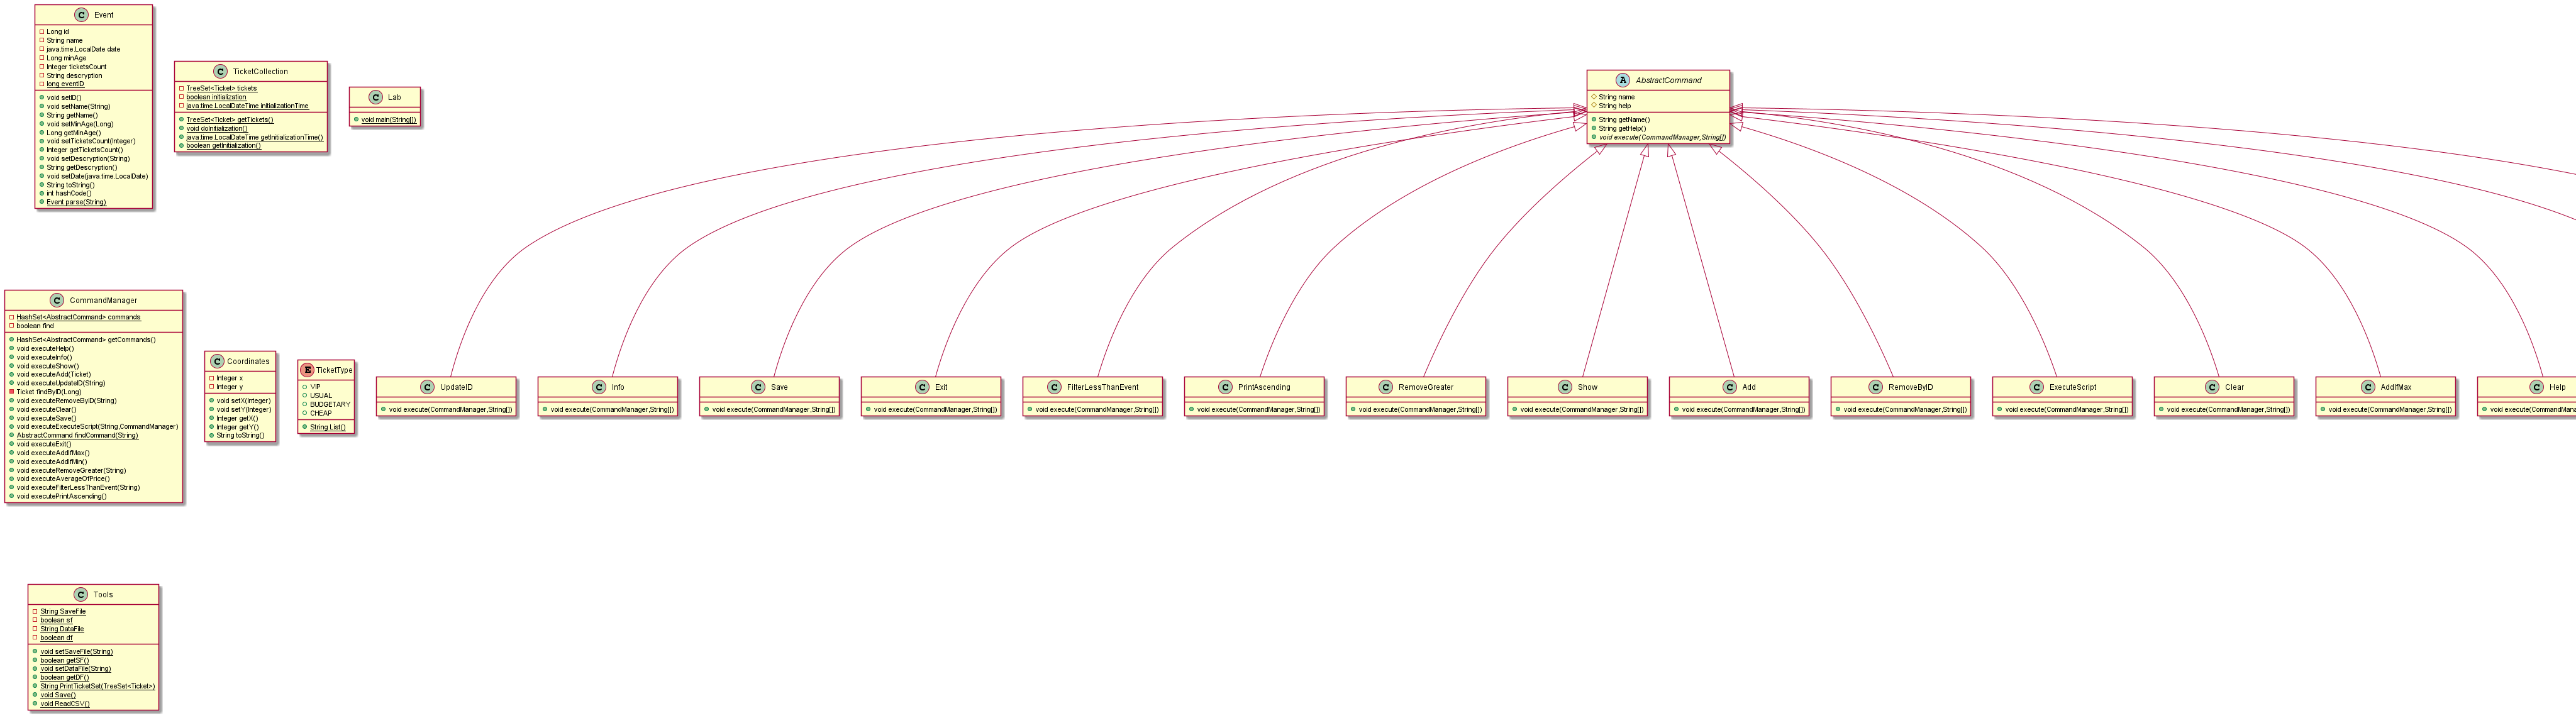 C Event
Long id
String name
java.time.LocalDate date
Long minAge
Integer ticketsCount
String descryption
long eventID
void setID()
void setName(String)
String getName()
void setMinAge(Long)
Long getMinAge()
void setTicketsCount(Integer)
Integer getTicketsCount()
void setDescryption(String)
String getDescryption()
void setDate(java.time.LocalDate)
String toString()
int hashCode()
Event parse(String)
C TicketCollection
TreeSet<Ticket> tickets
boolean initialization
java.time.LocalDateTime initializationTime
TreeSet<Ticket> getTickets()
void doInitialization()
java.time.LocalDateTime getInitializationTime()
boolean getInitialization()
C Lab
void main(String[])
A AbstractCommand
String name
String help
String getName()
String getHelp()
void execute(CommandManager,String[])
C CommandManager
HashSet<AbstractCommand> commands
boolean find
HashSet<AbstractCommand> getCommands()
void executeHelp()
void executeInfo()
void executeShow()
void executeAdd(Ticket)
void executeUpdateID(String)
Ticket findByID(Long)
void executeRemoveByID(String)
void executeClear()
void executeSave()
void executeExecuteScript(String,CommandManager)
AbstractCommand findCommand(String)
void executeExit()
void executeAddIfMax()
void executeAddIfMin()
void executeRemoveGreater(String)
void executeAverageOfPrice()
void executeFilterLessThanEvent(String)
void executePrintAscending()
C Coordinates
Integer x
Integer y
void setX(Integer)
void setY(Integer)
Integer getX()
Integer getY()
String toString()
E TicketType
VIP
USUAL
BUDGETARY
CHEAP
String List()
C UpdateID
void execute(CommandManager,String[])
C Info
void execute(CommandManager,String[])
C Save
void execute(CommandManager,String[])
C Exit
void execute(CommandManager,String[])
C FilterLessThanEvent
void execute(CommandManager,String[])
C PrintAscending
void execute(CommandManager,String[])
C RemoveGreater
void execute(CommandManager,String[])
C Show
void execute(CommandManager,String[])
C Add
void execute(CommandManager,String[])
C RemoveByID
void execute(CommandManager,String[])
C ExecuteScript
void execute(CommandManager,String[])
C Clear
void execute(CommandManager,String[])
C AddIfMax
void execute(CommandManager,String[])
C Help
void execute(CommandMana
C Tools
String SaveFile
boolean sf
String DataFile
boolean df
void setSaveFile(String)
boolean getSF()
void setDataFile(String)
boolean getDF()
String PrintTicketSet(TreeSet<Ticket>)
void Save()
void ReadCSV()